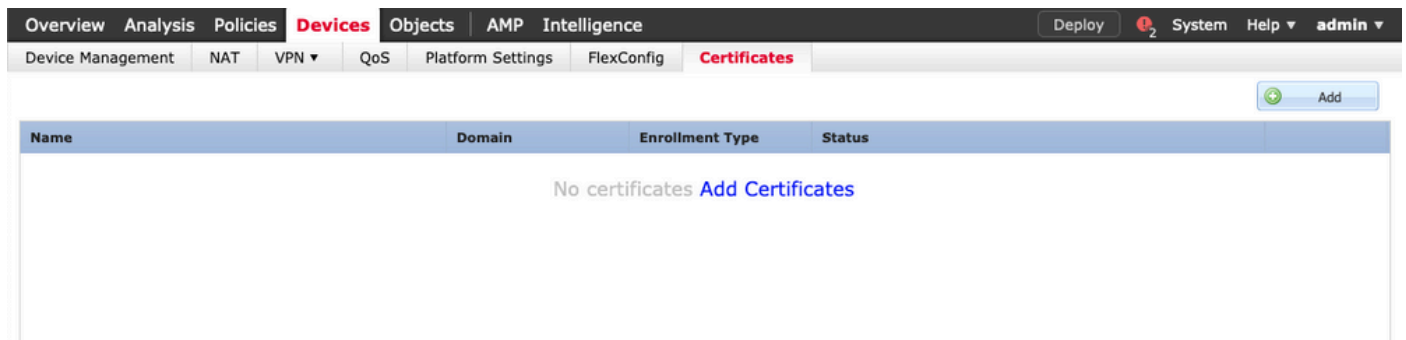 Overview Analysis Policies Devices Objects AMP Intelligence Deploy 2 System Help ▾ admin ▾
Device Management NAT VPN ▾ QoS Platform Settings FlexConfig Certificates
Add
Name Domain Enrollment Type Status
No certificates Add Certificates